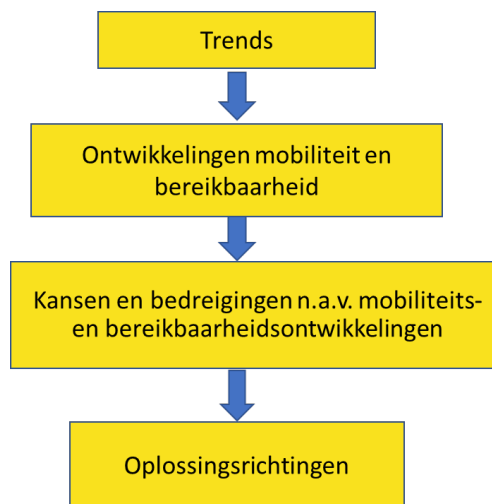 Trends
Ontwikkelingen mobiliteit en
bereikbaarheid
Kansen en bedreigingen n.a.v. mobiliteits-
en bereikbaarheidsontwikkelingen
Oplossingsrichtingen